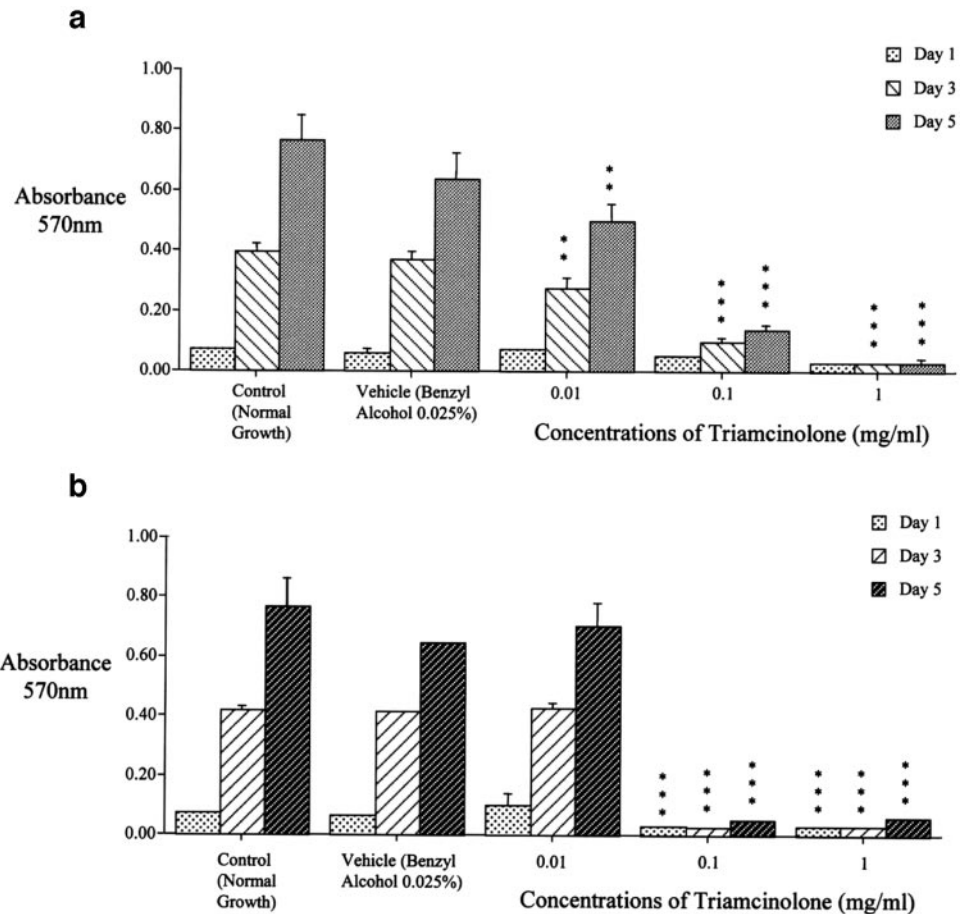 a
Day 1
Day 3
Day 5
Absorbance
570nm
1.00
0.80
0.60
0.40
0.20
0.00
**
**
***
***
***
***
Control
(Normal
Growth)
Vehicle (Benzyl
Alcohol 0.025%)
0.01
0.1
1
Concentrations of Triamcinolone (mg/ml)
b
Day 1
Day 3
Day 5
Absorbance
570nm
1.00
0.80
0.60
0.40
0.20
0.00
***
***
***
***
***
***
Control
(Normal
Growth)
Vehicle (Benzyl
Alcohol 0.025%)
0.01
0.1
1
Concentrations of Triamcinolone (mg/ml)